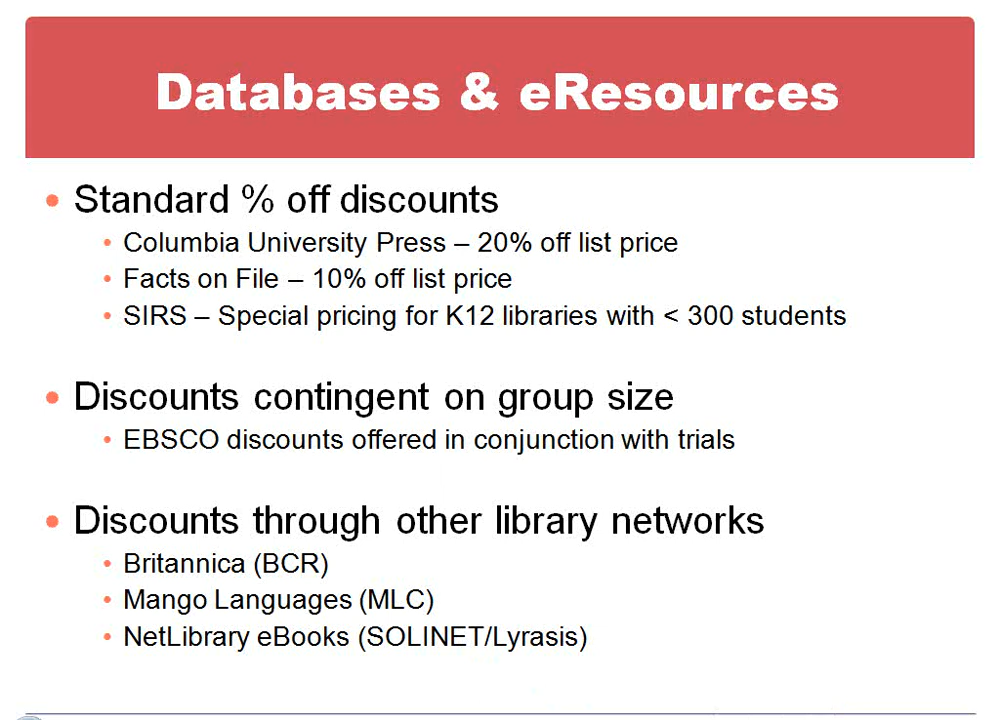 Databases & eResources
• Standard % off discounts
• Columbia University Press – 20% off list price
• Facts on File – 10% off list price
• SIRS – Special pricing for K12 libraries with < 300 students
• Discounts contingent on group size
• EBSCO discounts offered in conjunction with trials
• Discounts through other library networks
• Britannica (BCR)
• Mango Languages (MLC)
• NetLibrary eBooks (SOLINET/Lyrasis)